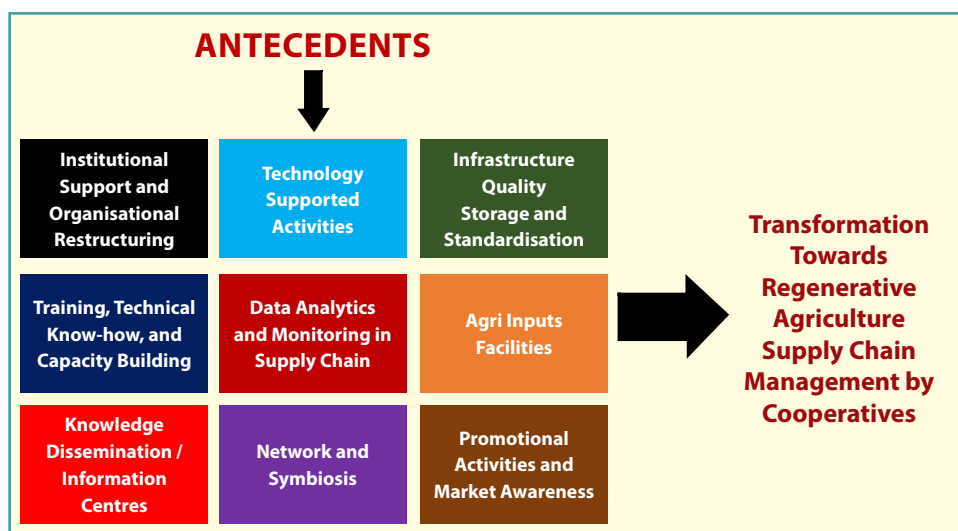 ANTECEDENTS
Institutional
Support and
Organisational
Restructuring
Technology
Supported
Activities
Infrastructure
Quality
Storage and
Standardisation
Training, Technical
Know-how, and
Capacity Building
Data Analytics
and Monitoring in
Supply Chain
Agri Inputs
Facilities
Knowledge
Dissemination /
Information
Centres
Network and
Symbiosis
Promotional
Activities and
Market Awareness
Transformation
Towards
Regenerative
Agriculture
Supply Chain
Management by
Cooperatives